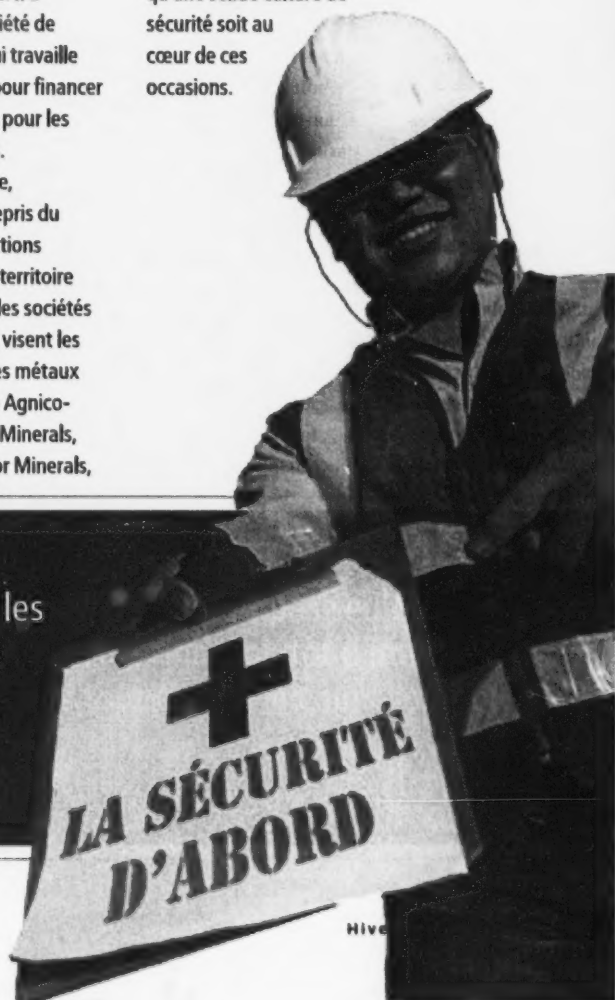 iété de
i travaille
our financer
pour les
.
e,
epris du
tions
territoire
les sociétés
visent les
es métaux
Agnico-
Minerals,
or Minerals,
sécurité soit au
cœur de ces
occasions.
les
LA SÉCURITÉ
D'ABORD
Hive